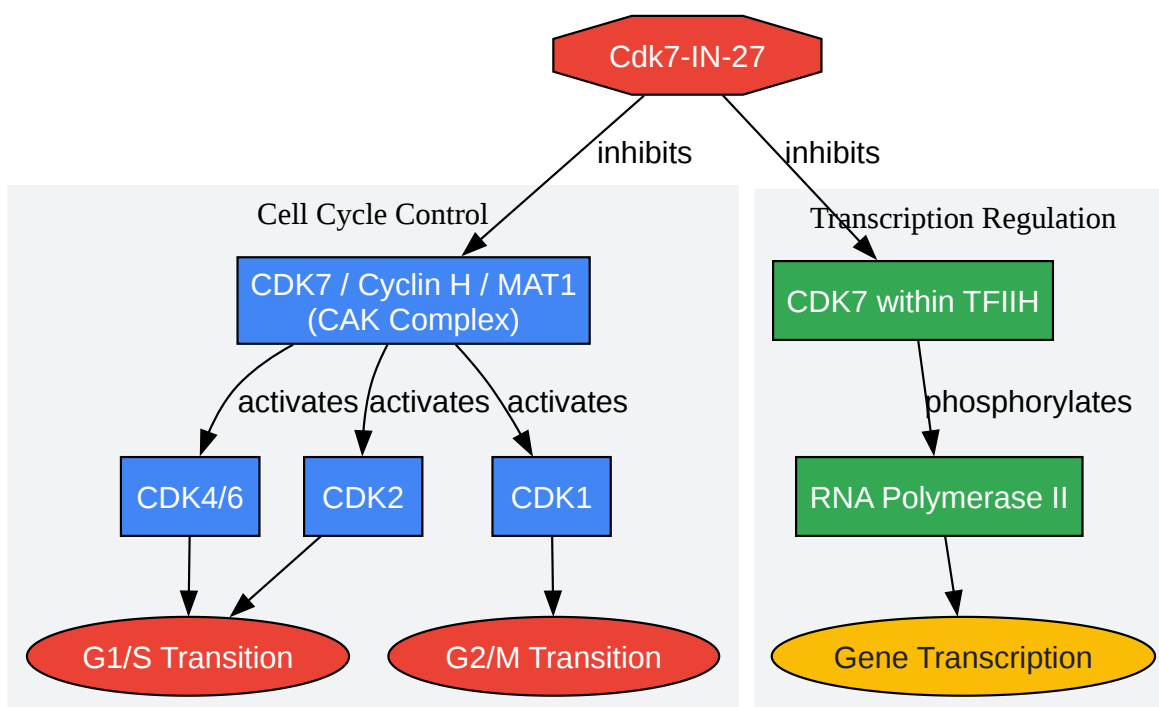 Cdk7-IN-27
inhibits
inhibits
Cell Cycle Control
Transcription Regulation
CDK7 / Cyclin H / MAT1
(CAK Complex)
CDK7 within TFIIH
activates
activates
activates
phosphorylates
CDK4/6
CDK2
CDK1
RNA Polymerase II
G1/S Transition
G2/M Transition
Gene Transcription